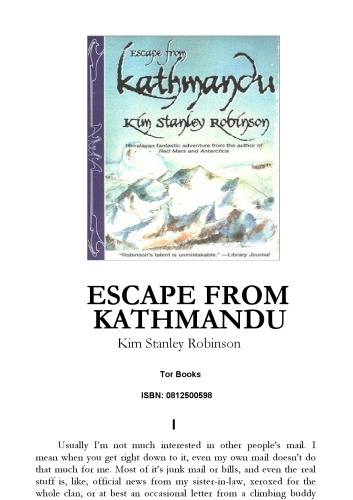 Escape from
Kathmandu
Kim Stanley Robinson
Himalayan fantastic adventure from the author of
Red Mars and Antarctica
"Robinson's talent is unmistakable."—Library Journal
ESCAPE FROM
KATHMANDU
Kim Stanley Robinson
Tor Books
ISBN: 0812500598
I
Usually I'm not much interested in other people's mail. I
mean when you get right down to it, even my own mail doesn't do
that much for me. Most of it's junk mail or bills, and even the real
stuff is, like, official news from my sister-in-law, xeroxed for the
whole clan, or at best an occasional letter from a climbing buddy